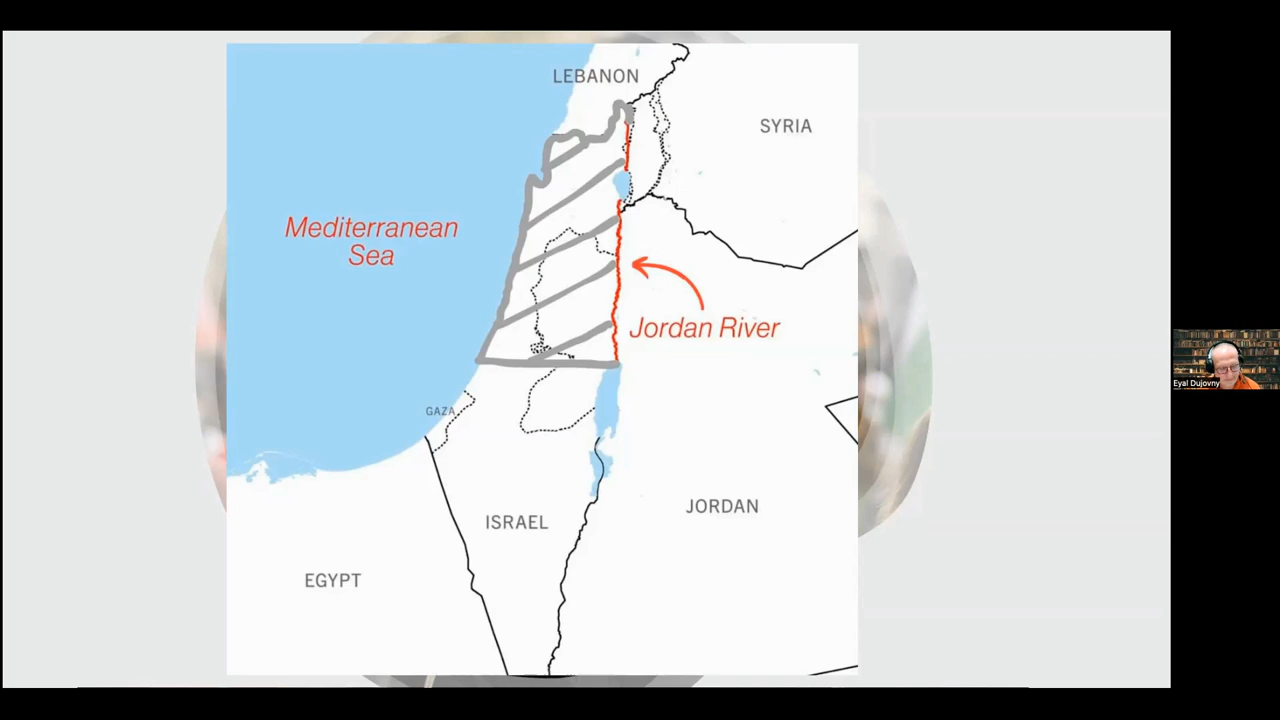 LEBANON
SYRIA
Mediterranean
Sea
Jordan River
Eyal Dujovny
GAZA
ISRAEL
JORDAN
EGYPT